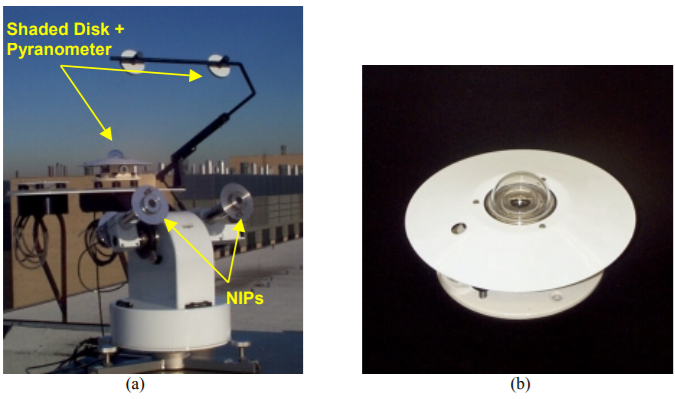 Shaded Disk +
Pyranometer
NIPs
(a)
(b)